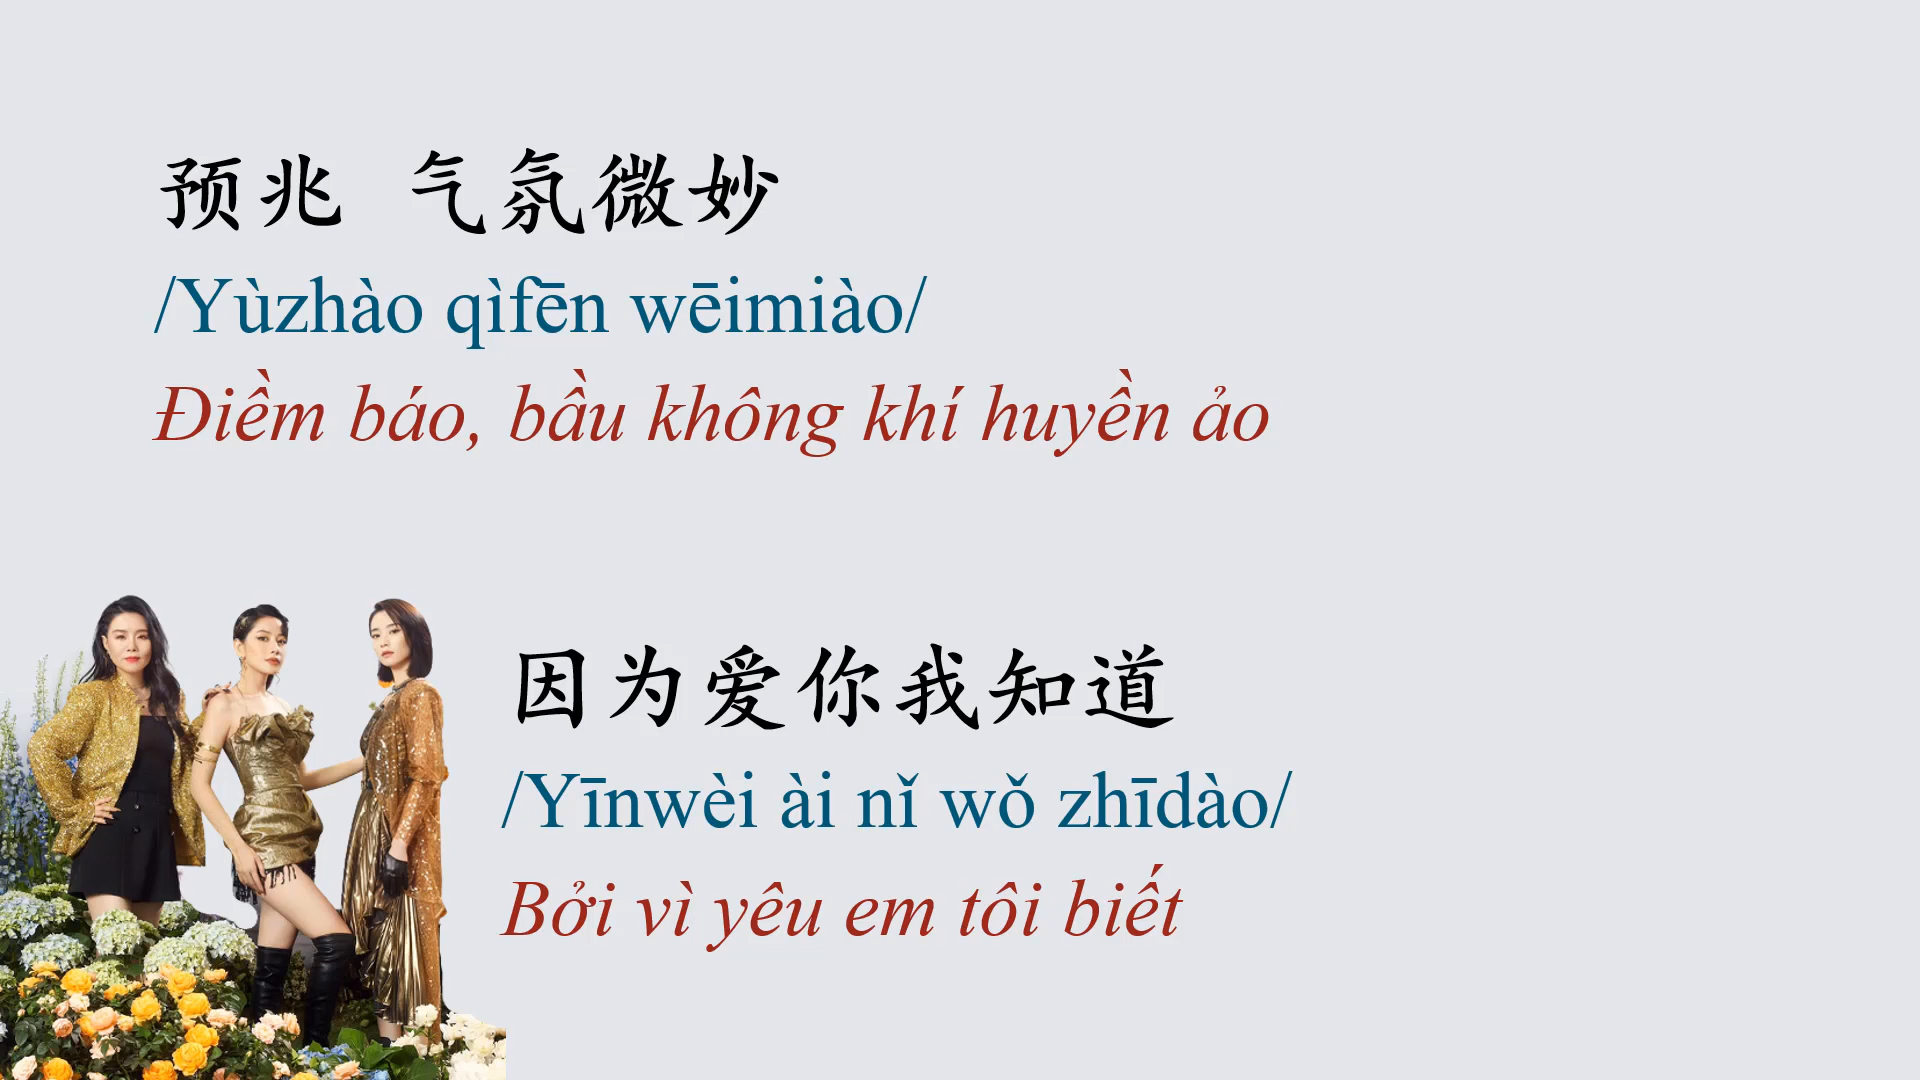 预兆 气氛微妙
/Yùzhào qìfēn wēimiào/
Điềm báo, bầu không khí huyền ảo
因为爱你我知道
/Yīnwèi ài nǐ wǒ zhīdào/
Bởi vì yêu em tôi biết